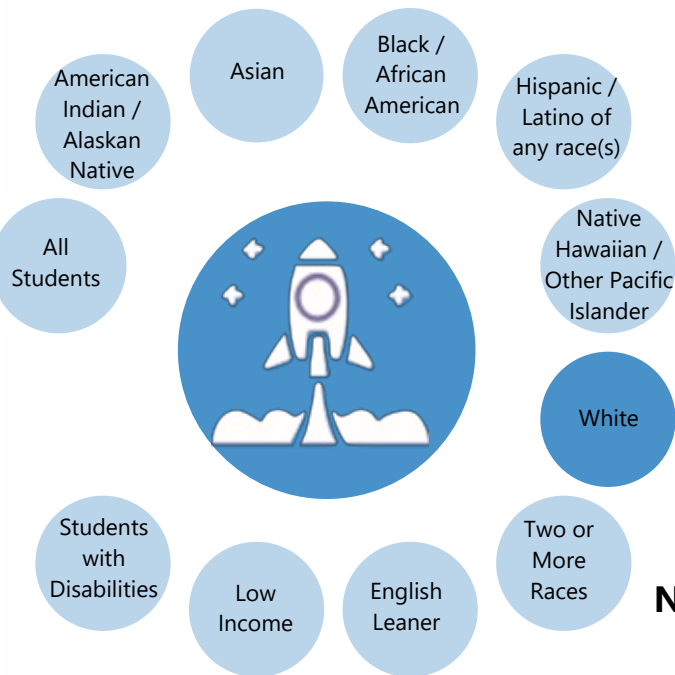 American
Indian /
Alaskan
Native
Asian
Black /
African
American
Hispanic /
Latino of
any race(s)
All
Students
Native
Hawaiian /
Other Pacific
Islander
White
Students
with
Disabilities
Low
Income
English
Leaner
Two or
More
Races
N